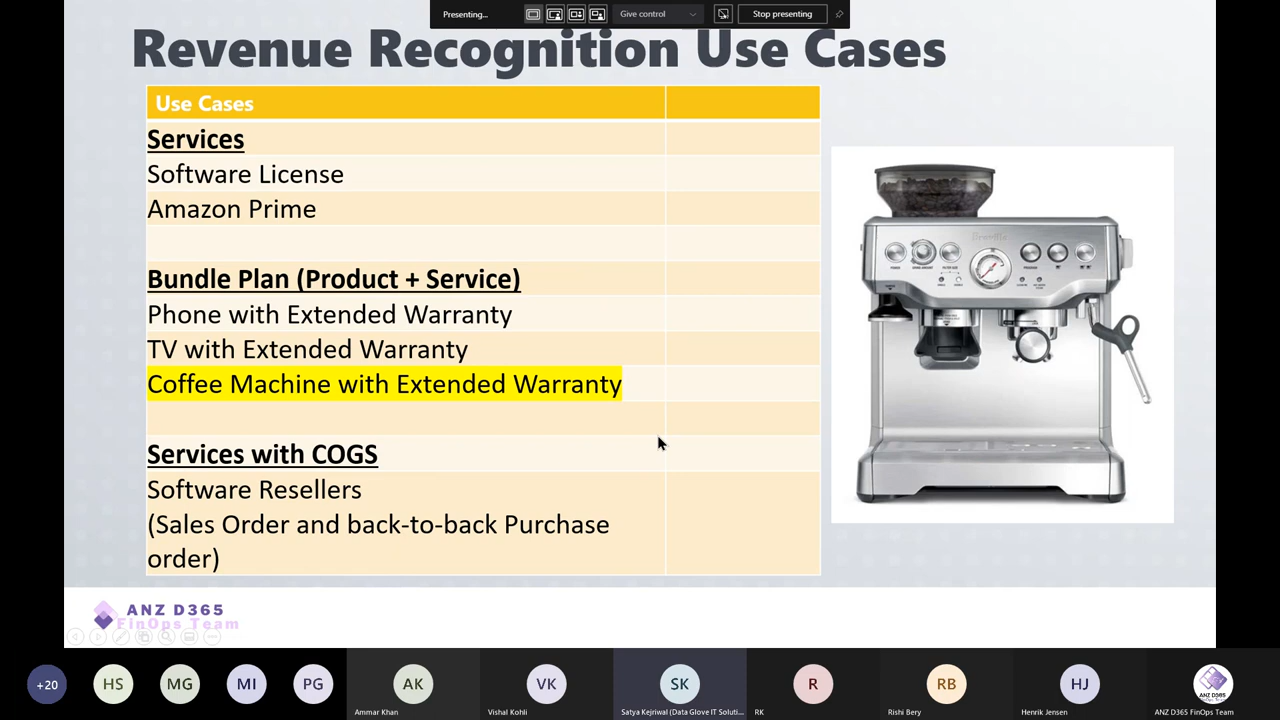 Presenting...
Give control
Stop presenting
Revenue Recognition Use Cases
Use Cases
Services
Software License
Amazon Prime
Bundle Plan (Product + Service)
Phone with Extended Warranty
TV with Extended Warranty
Coffee Machine with Extended Warranty
Services with COGS
Software Resellers
(Sales Order and back-to-back Purchase
order)
Breville
ANZ D365
FinOps Team
+20
HS
MG
MI
PG
AK
VK
SK
R
RB
HJ
Ammar Khan
Vishal Kohli
Satya Kejriwal (Data Glove IT Soluti...
RK
Rishi Bery
Henrik Jensen
ANZ D365 FinOps Team